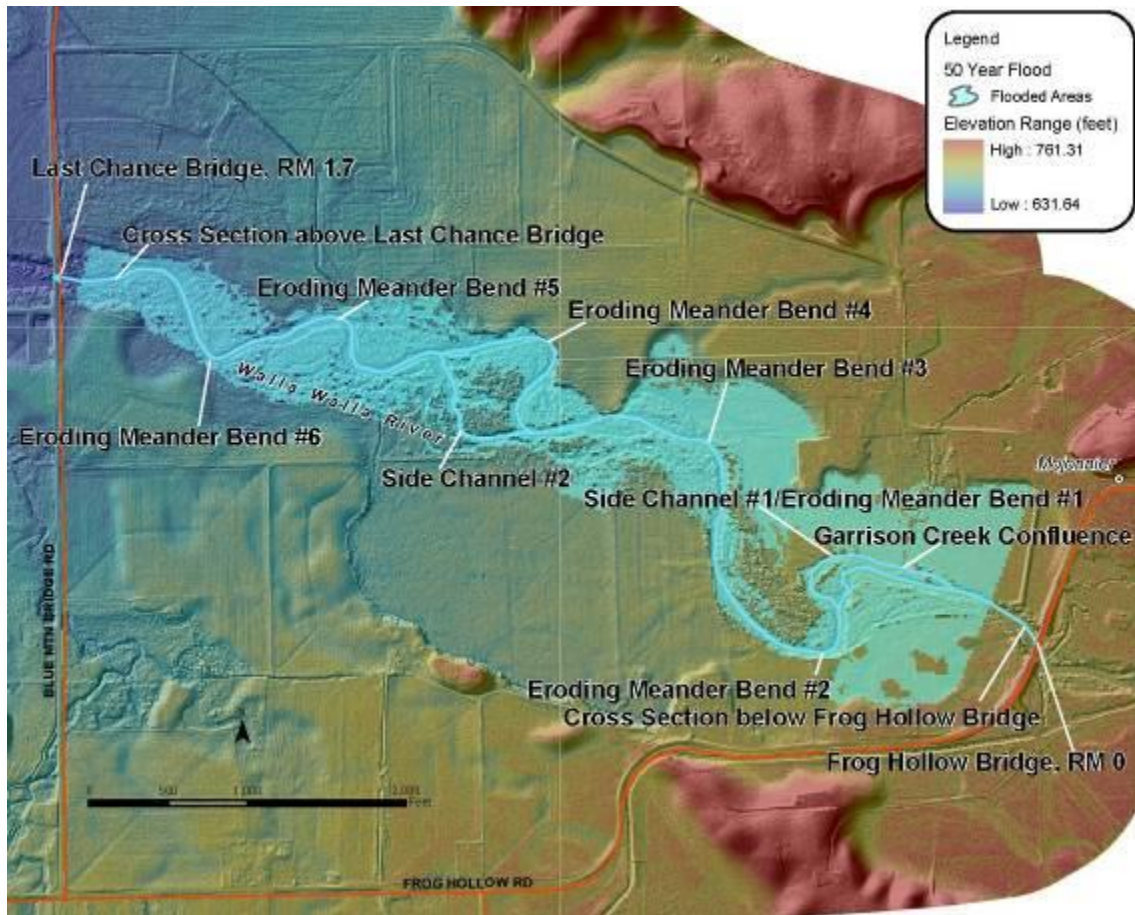 Legend
50 Year Flood
Flooded Areas
Elevation Range (feet)
High : 761.31
Low : 631.64
Last Chance Bridge, RM 1.7
Cross Section above Last Chance Bridge
Eroding Meander Bend #5
Eroding Meander Bend #4
Eroding Meander Bend #3
Walla Walla River
Eroding Meander Bend #6
Side Channel #2
Mojonnier
Side Channel #1/Eroding Meander Bend #1
Garrison Creek Confluence
BLUE MTN BRIDGE RD
Eroding Meander Bend #2
Cross Section below Frog Hollow Bridge
Frog Hollow Bridge, RM 0
0 500 1,000 2,000
Feet
FROG HOLLOW RD